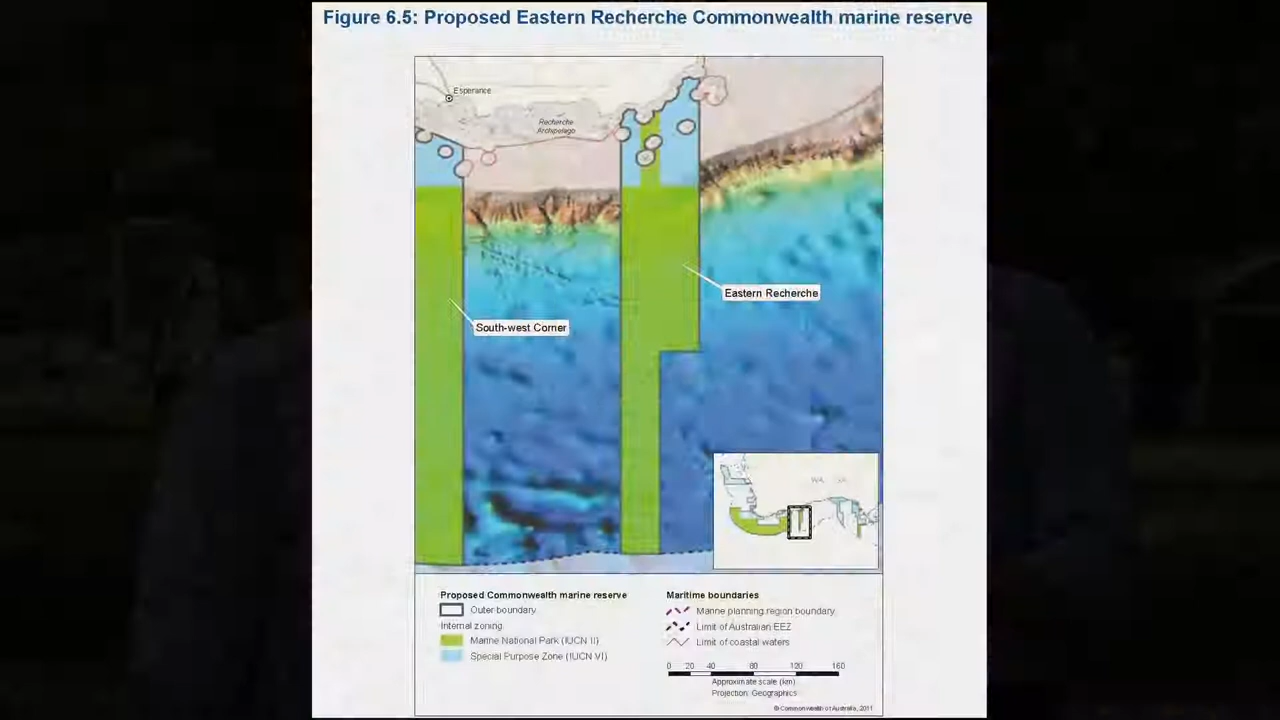 Figure 6.5: Proposed Eastern Recherche Commonwealth marine reserve
Esperance
Recherche
Archipelago
Eastern Recherche
South-west Corner
WA
SA
Proposed Commonwealth marine reserve
Outer boundary
Internal zoning
Marine National Park (IUCN II)
Special Purpose Zone (IUCN VI)
Maritime boundaries
Marine planning region boundary
Limit of Australian EEZ
Limit of coastal waters
0 20 40 80 120 160
Approximate scale (km)
Projection: Geographics
© Commonwealth of Australia, 2011